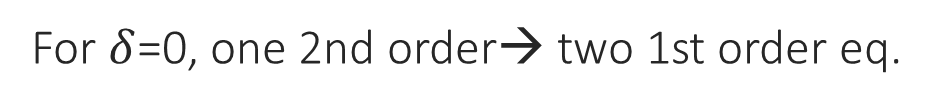 For 𝛿=0, one 2nd order→ two 1st order eq.